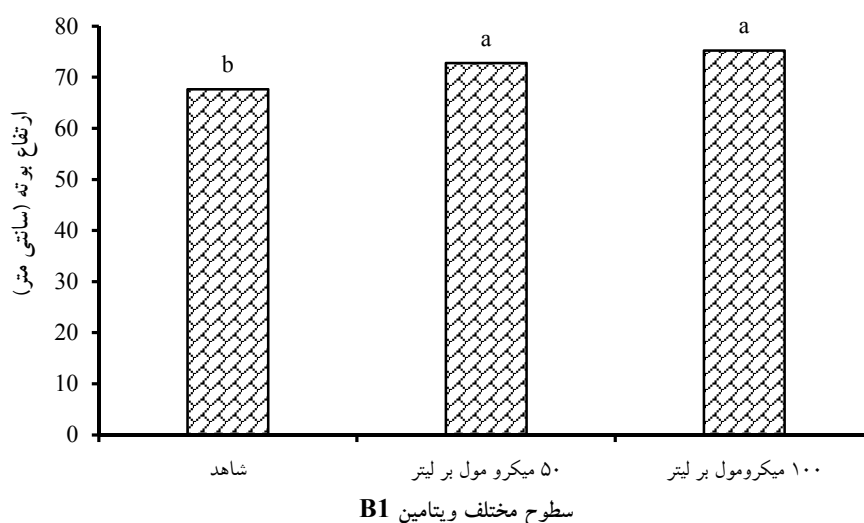 80
70
60
50
40
30
20
10
0
ارتفاع بوته (سانتی متر)
b
a
a
شاهد
۵۰ میکرو مول بر لیتر
۱۰۰ میکرومول بر لیتر
سطوح مختلف ویتامین B1